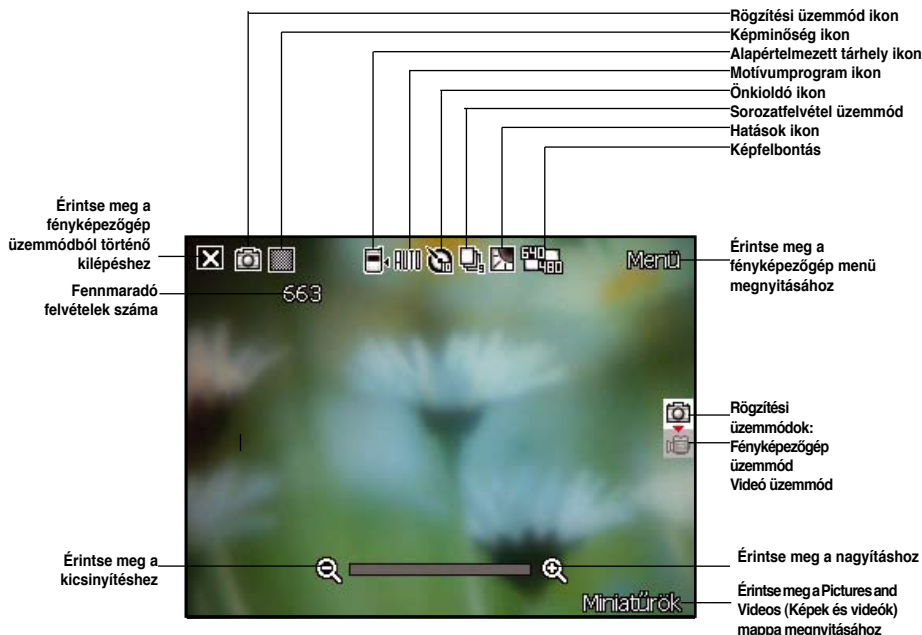 Rögzítési üzemmód ikon
Képminőség ikon
Alapértelmezett tárhely ikon
Motívumprogram ikon
Önkioldó ikon
Sorozatfelvétel üzemmód
Hatások ikon
Képfelbontás
Érintse meg a
fényképezőgép
üzemmódból történő
kilépéshez
Fennmaradó
felvételek száma
AUTO
10
s
640
480
Menü
663
Érintse meg a
fényképezőgép menü
megnyitásához
Rögzítési
üzemmódok:
Fényképezőgép
üzemmód
Videó üzemmód
Érintse meg a
kicsinyítéshez
Érintse meg a nagyításhoz
Miniatűrök
Érintse meg a Pictures and
Videos (Képek és videók)
mappa megnyitásához